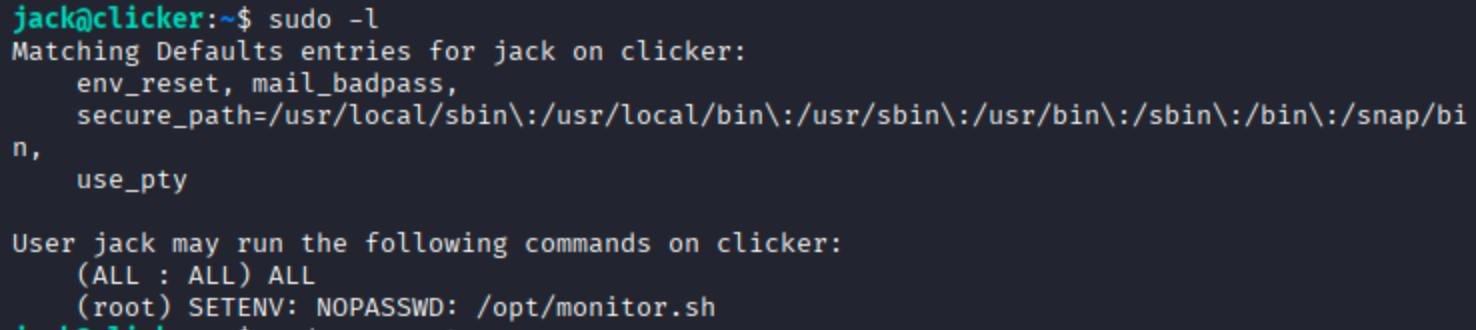 jack@clicker:~$ sudo -l
Matching Defaults entries for jack on clicker:
    env_reset, mail_badpass,
    secure_path=/usr/local/sbin\:/usr/local/bin\:/usr/sbin\:/usr/bin\:/sbin\:/bin\:/snap/bi
n,
    use_pty

User jack may run the following commands on clicker:
    (ALL : ALL) ALL
    (root) SETENV: NOPASSWD: /opt/monitor.sh